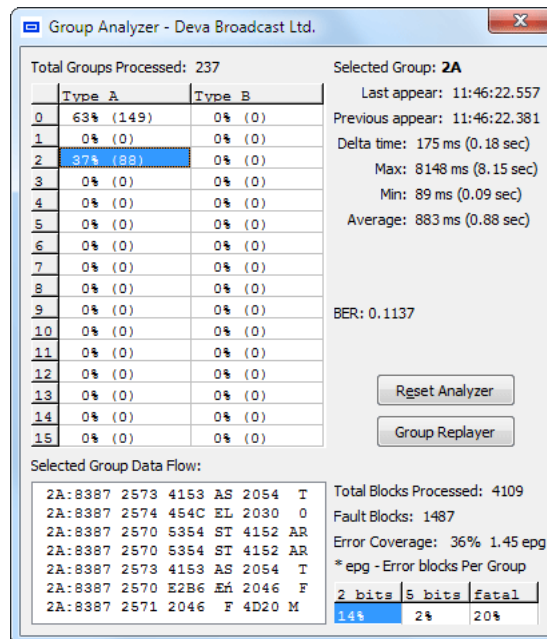 Group Analyzer - Deva Broadcast Ltd.
x
Total Groups Processed: 237
Type A Type B
0 63% (149) 0% (0)
1 0% (0) 0% (0)
2 37% (88) 0% (0)
3 0% (0) 0% (0)
4 0% (0) 0% (0)
5 0% (0) 0% (0)
6 0% (0) 0% (0)
7 0% (0) 0% (0)
8 0% (0) 0% (0)
9 0% (0) 0% (0)
10 0% (0) 0% (0)
11 0% (0) 0% (0)
12 0% (0) 0% (0)
13 0% (0) 0% (0)
14 0% (0) 0% (0)
15 0% (0) 0% (0)
Selected Group: 2A
Last appear: 11:46:22.557
Previous appear: 11:46:22.381
Delta time: 175 ms (0.18 sec)
Max: 8148 ms (8.15 sec)
Min: 89 ms (0.09 sec)
Average: 883 ms (0.88 sec)
BER: 0.1137
Reset Analyzer
Group Replayer
Selected Group Data Flow:
2A:8387 2573 4153 AS 2054 T
2A:8387 2574 454C EL 2030 0
2A:8387 2570 5354 ST 4152 AR
2A:8387 2570 5354 ST 4152 AR
2A:8387 2573 4153 AS 2054 T
2A:8387 2570 E2B6 Æń 2046 F
2A:8387 2571 2046 F 4D20 M
Total Blocks Processed: 4109
Fault Blocks: 1487
Error Coverage: 36% 1.45 epg
* epg - Error blocks Per Group
2 bits 5 bits fatal
14% 2% 20%